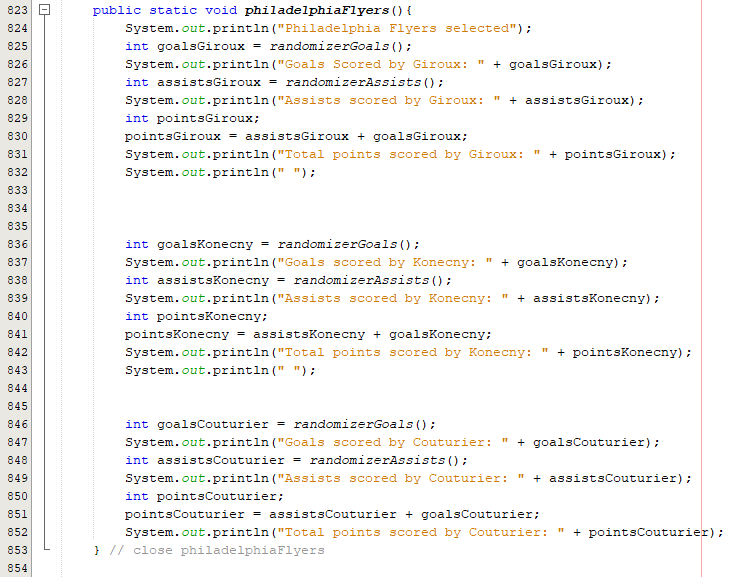 823 public static void philadelphiaFlyers(){
824 System.out.println("Philadelphia Flyers selected");
825 int goalsGiroux = randomizerGoals();
826 System.out.println("Goals Scored by Giroux: " + goalsGiroux);
827 int assistsGiroux = randomizerAssists();
828 System.out.println("Assists scored by Giroux: " + assistsGiroux);
829 int pointsGiroux;
830 pointsGiroux = assistsGiroux + goalsGiroux;
831 System.out.println("Total points scored by Giroux: " + pointsGiroux);
832 System.out.println(" ");
833
834
835
836 int goalsKonecny = randomizerGoals();
837 System.out.println("Goals scored by Konecny: " + goalsKonecny);
838 int assistsKonecny = randomizerAssists();
839 System.out.println("Assists scored by Konecny: " + assistsKonecny);
840 int pointsKonecny;
841 pointsKonecny = assistsKonecny + goalsKonecny;
842 System.out.println("Total points scored by Konecny: " + pointsKonecny);
843 System.out.println(" ");
844
845
846 int goalsCouturier = randomizerGoals();
847 System.out.println("Goals scored by Couturier: " + goalsCouturier);
848 int assistsCouturier = randomizerAssists();
849 System.out.println("Assists scored by Couturier: " + assistsCouturier);
850 int pointsCouturier;
851 pointsCouturier = assistsCouturier + goalsCouturier;
852 System.out.println("Total points scored by Couturier: " + pointsCouturier);
853 } // close philadelphiaFlyers
854